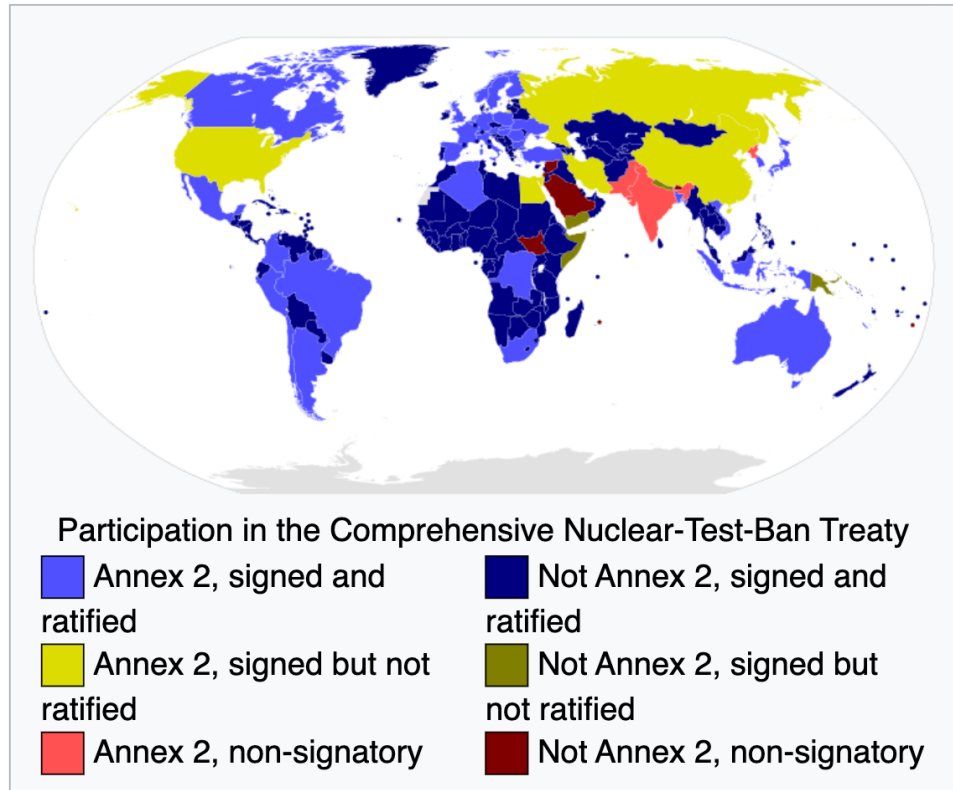 Participation in the Comprehensive Nuclear-Test-Ban Treaty
Annex 2, signed and
ratified
Annex 2, signed but not
ratified
Annex 2, non-signatory
Not Annex 2, signed and
ratified
Not Annex 2, signed but
not ratified
Not Annex 2, non-signatory